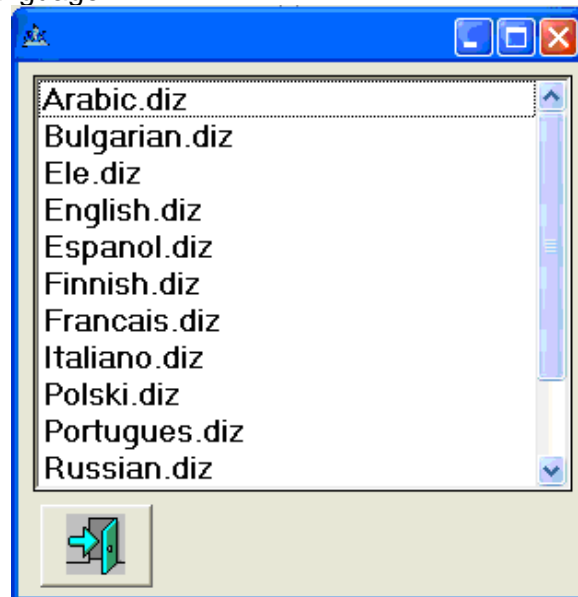 Arabic.diz
Bulgarian.diz
Ele.diz
English.diz
Espanol.diz
Finnish.diz
Francais.diz
Italiano.diz
Polski.diz
Portugues.diz
Russian.diz